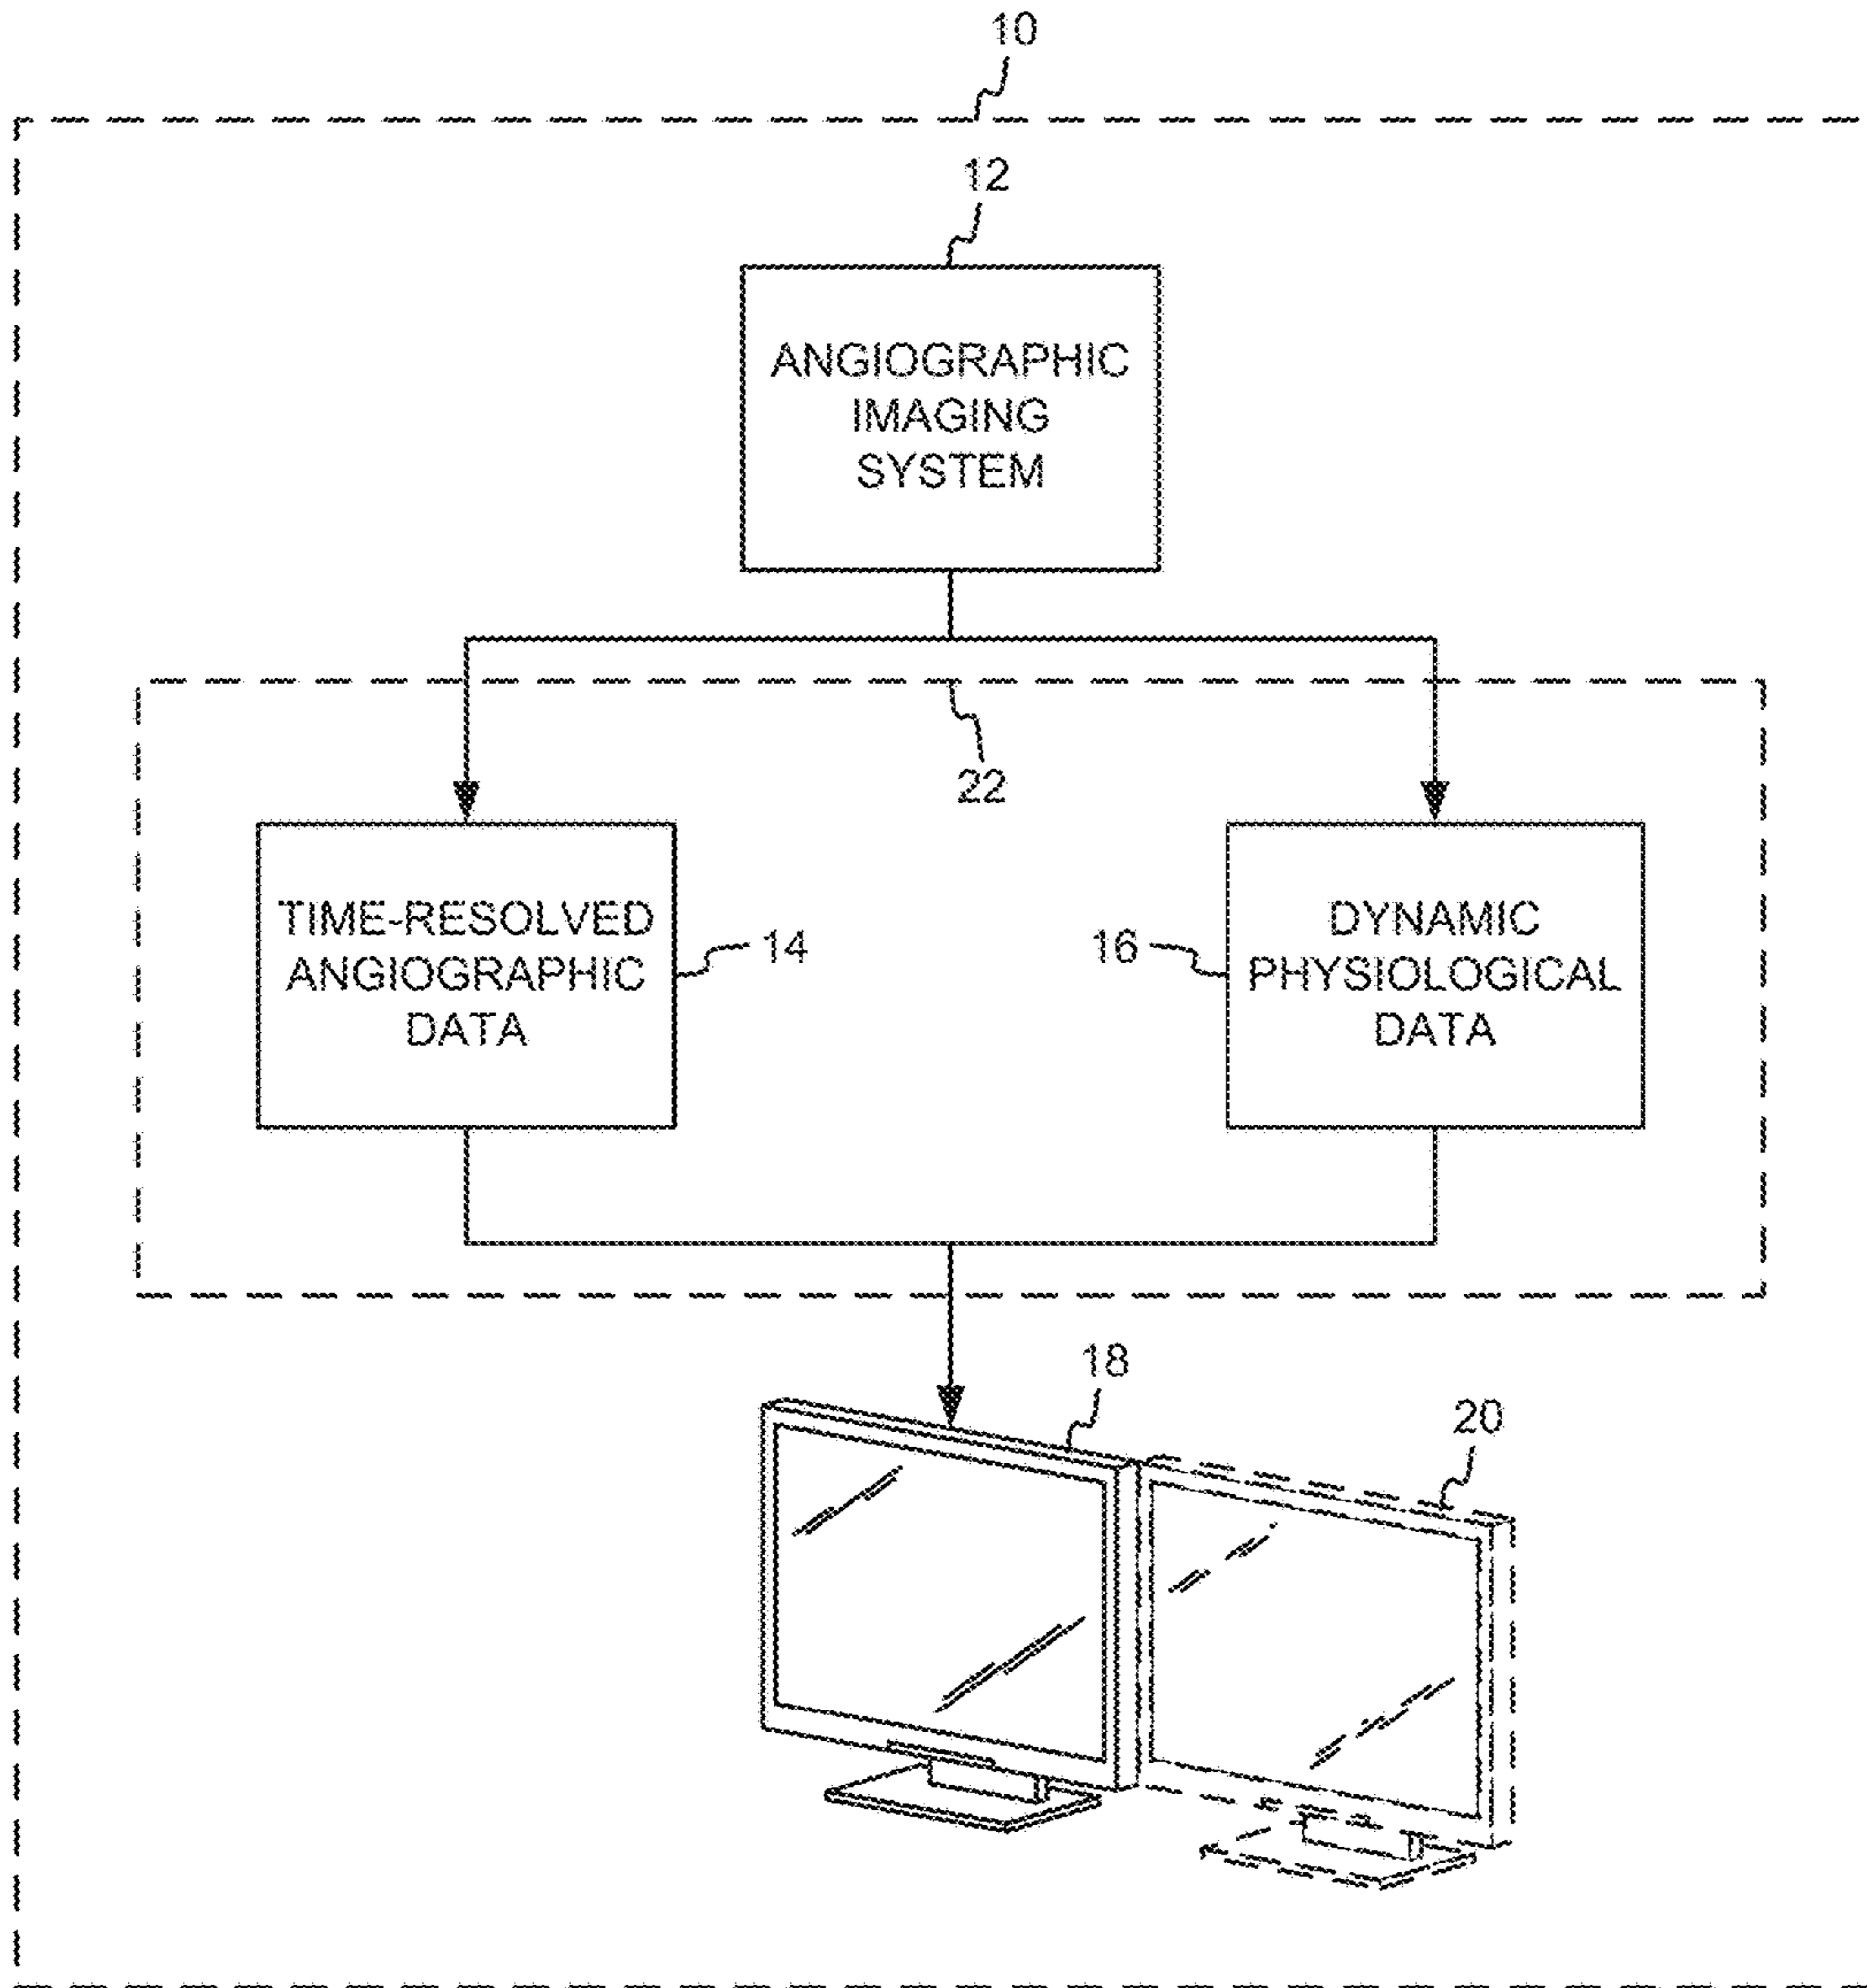 10
12
ANGIOGRAPHIC
IMAGING
SYSTEM
22
TIME-RESOLVED
ANGIOGRAPHIC
DATA
14
16
DYNAMIC
PHYSIOLOGICAL
DATA
18
20